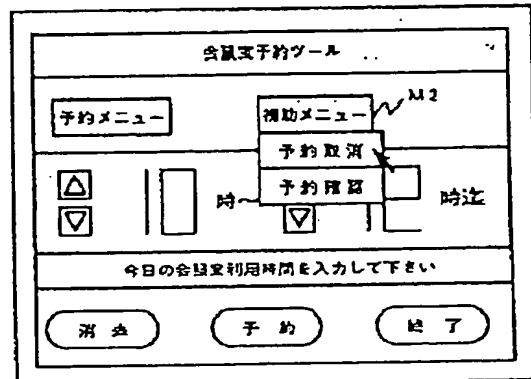 会議室予約ツール
予約メニュー
補助メニュー
M2
予約取消
予約確認
時~
時迄
今日の会議室利用時間を入力して下さい
消去
予約
終了